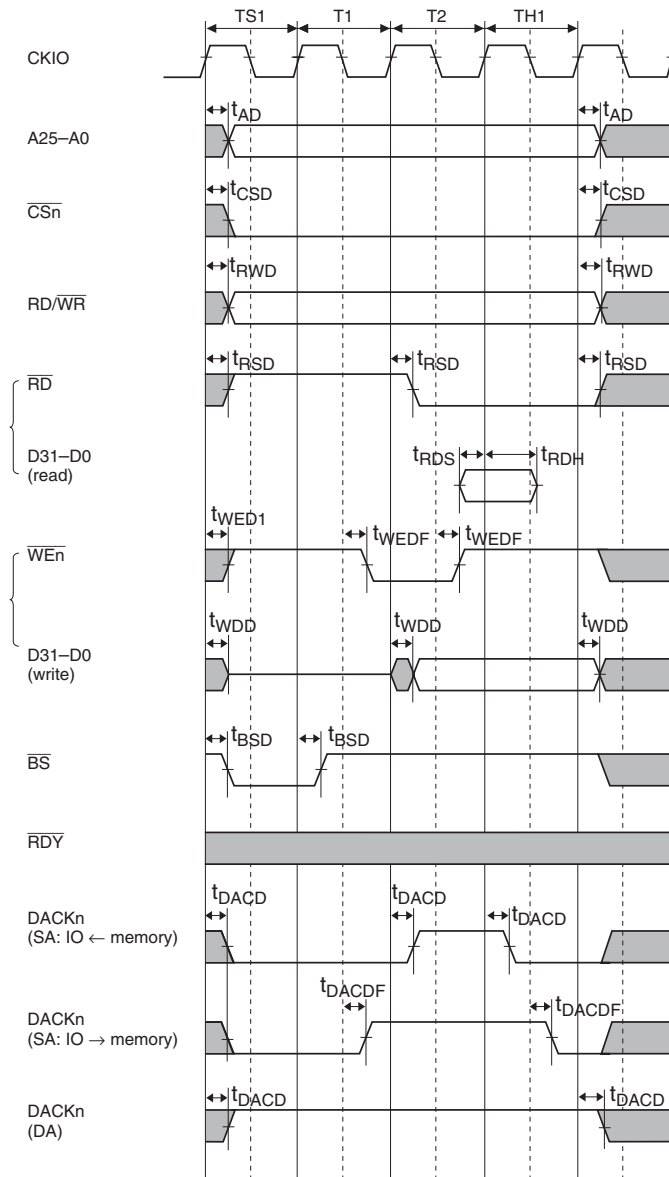 TS1 T1 T2 TH1
CKIO
tAD tAD
A25–A0
tCSD tCSD
CSn
tRWD tRWD
RD/WR
tRSD tRSD tRSD
RD
D31–D0
(read)
tRDS tRDH
tWED1 tWEDF tWEDF
WEn
tWDD tWDD tWDD
D31–D0
(write)
tBSD tBSD
BS
RDY
tDACD tDACD tDACD
DACKn
(SA: IO ← memory)
tDACDF tDACDF
DACKn
(SA: IO → memory)
tDACD tDACD
DACKn
(DA)